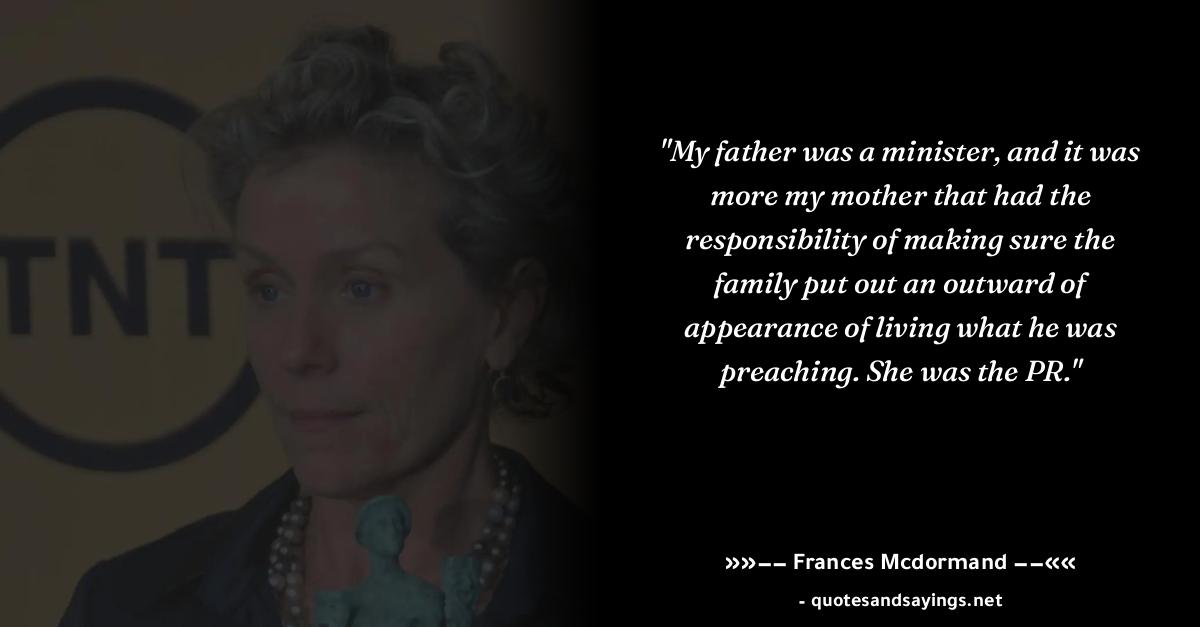 TNT
"My father was a minister, and it was
more my mother that had the
responsibility of making sure the
family put out an outward of
appearance of living what he was
preaching. She was the PR."
»»−− Frances Mcdormand −−««
- quotesandsayings.net